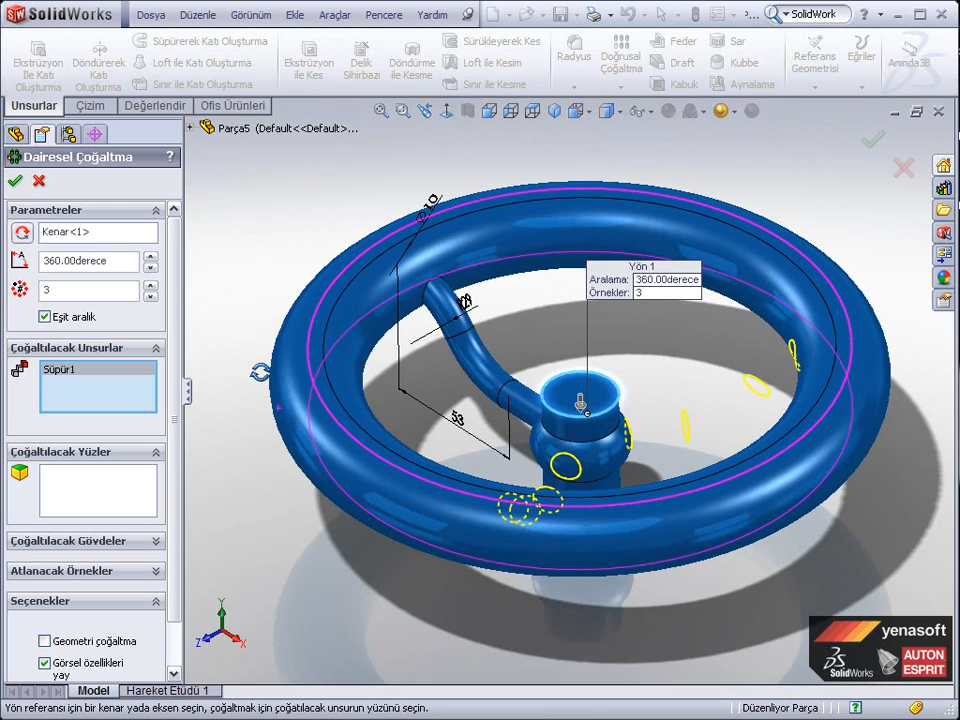 SolidWorks
Dosya Düzenle Görünüm Ekle Araçlar Pencere Yardım
SolidWork
?
Ekstrüzyon İle Katı Oluşturma
Döndürerek Katı Oluşturma
Süpürerek Katı Oluşturma
Loft ile Katı Oluşturma
Sınır ile Katı Oluşturma
Ekstrüzyon ile Kes
Delik Sihirbazı
Döndürme ile Kesme
Sürükleyerek Kes
Loft ile Kesim
Sınır ile Kesme
Radyus
Doğrusal Çoğaltma
Feder
Draft
Kabuk
Sar
Kubbe
Aynalama
Referans Geometrisi
Eğriler
Anında3B
Unsurlar Çizim Değerlendir Ofis Ürünleri
Parça5 (Default<<Default>...
Dairesel Çoğaltma ?
Parametreler
Kenar<1>
360.00derece
3
Eşit aralık
Çoğaltılacak Unsurlar
Süpür1
Çoğaltılacak Yüzler
Çoğaltılacak Gövdeler
Atlanacak Örnekler
Seçenekler
Geometri çoğaltma
Görsel özellikleri
yay
Yön 1
Aralama: 360.00derece
Örnekler: 3
53
Y
Z
X
yenasoft
SolidWorks
AUTON
ESPRIT
Model Hareket Etüdü 1
Yön referansı için bir kenar yada eksen seçin, çoğaltmak için çoğatılacak unsurun yüzünü seçin.
Düzenliyor Parça
?